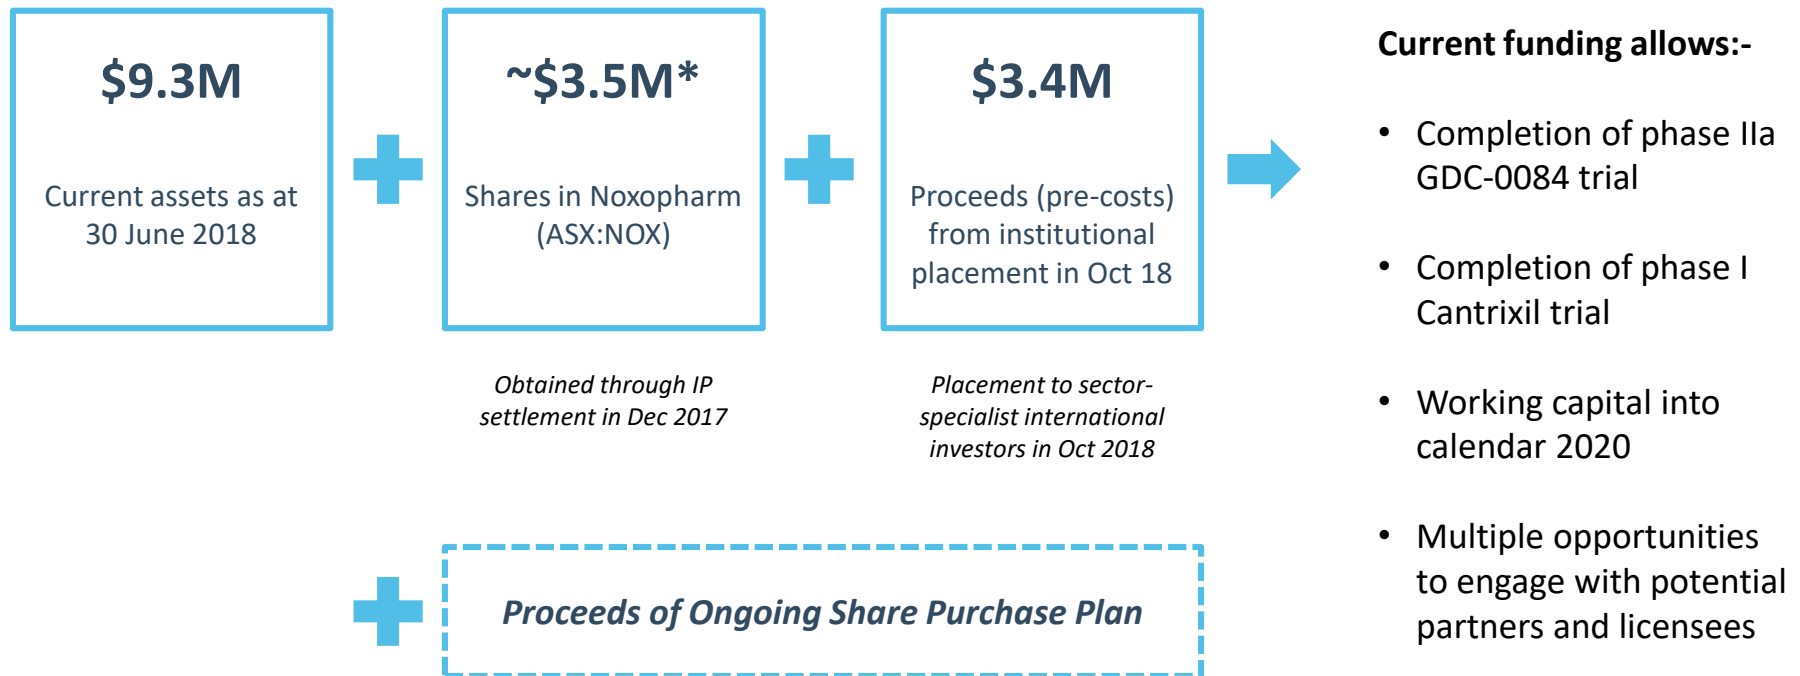 $9.3M
Current assets as at
30 June 2018
~$3.5M*
Shares in Noxopharm
(ASX:NOX)
Obtained through IP
settlement in Dec 2017
$3.4M
Proceeds (pre-costs)
from institutional
placement in Oct 18
Placement to sector-
specialist international
investors in Oct 2018
Proceeds of Ongoing Share Purchase Plan
Current funding allows:-
• Completion of phase IIa
GDC-0084 trial
• Completion of phase I
Cantrixil trial
• Working capital into
calendar 2020
• Multiple opportunities
to engage with potential
partners and licensees